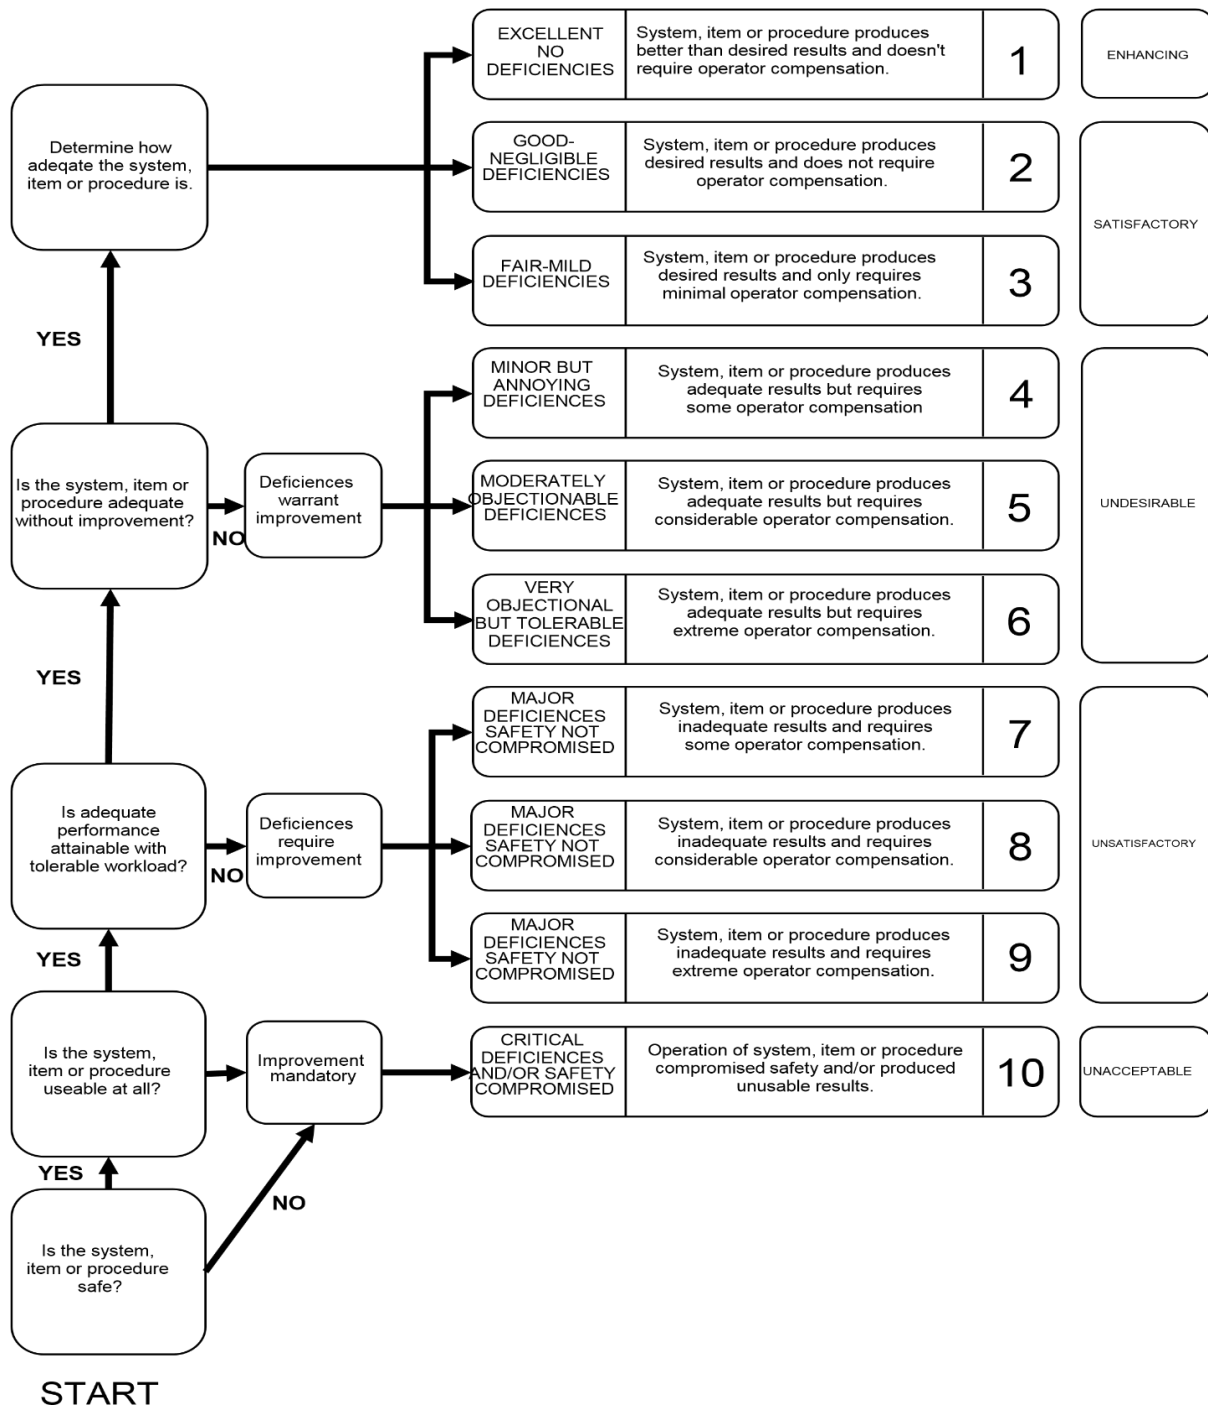 EXCELLENT
NO
DEFICIENCIES
System, item or procedure produces
better than desired results and doesn't
require operator compensation.
1
ENHANCING
Determine how
adeqate the system,
item or procedure is.
GOOD-
NEGLIGIBLE
DEFICIENCIES
System, item or procedure produces
desired results and does not require
operator compensation.
2
SATISFACTORY
FAIR-MILD
DEFICIENCIES
System, item or procedure produces
desired results and only requires
minimal operator compensation.
3
YES
MINOR BUT
ANNOYING
DEFICIENCES
System, item or procedure produces
adequate results but requires
some operator compensation
4
Is the system, item or
procedure adequate
without improvement?
NO
Deficiences
warrant
improvement
MODERATELY
OBJECTIONABLE
DEFICIENCES
System, item or procedure produces
adequate results but requires
considerable operator compensation.
5
UNDESIRABLE
VERY
OBJECTIONAL
BUT TOLERABLE
DEFICIENCES
System, item or procedure produces
adequate results but requires
extreme operator compensation.
6
YES
MAJOR
DEFICIENCES
SAFETY NOT
COMPROMISED
System, item or procedure produces
inadequate results and requires
some operator compensation.
7
Is adequate
performance
attainable with
tolerable workload?
NO
Deficiences
require
improvement
MAJOR
DEFICIENCES
SAFETY NOT
COMPROMISED
System, item or procedure produces
inadequate results and requires
considerable operator compensation.
8
UNSATISFACTORY
YES
MAJOR
DEFICIENCES
SAFETY NOT
COMPROMISED
System, item or procedure produces
inadequate results and requires
extreme operator compensation.
9
Is the system,
item or procedure
useable at all?
Improvement
mandatory
CRITICAL
DEFICIENCES
AND/OR SAFETY
COMPROMISED
Operation of system, item or procedure
compromised safety and/or produced
unusable results.
10
UNACCEPTABLE
YES
NO
Is the system,
item or procedure
safe?
START